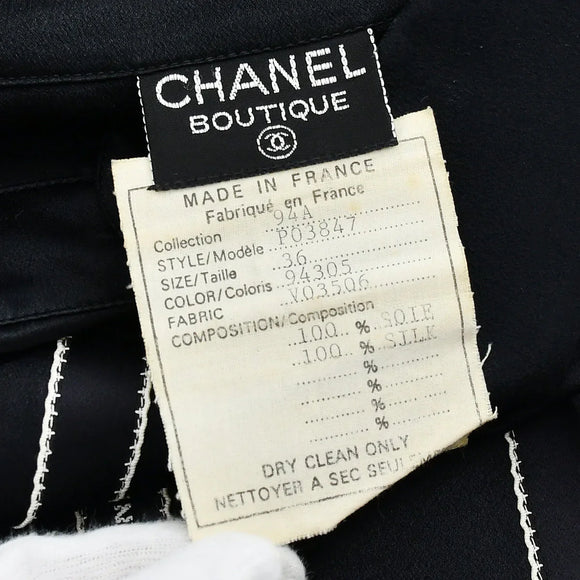 CHANEL
BOUTIQUE
MADE IN FRANCE
Fabriqué en France
Collection 94A
STYLE/Modèle P03847
SIZE/Taille 36
COLOR/Coloris 94305
FABRIC V03506
COMPOSITION/Composition
100 % SOIE
100 % SILK
%
%
%
%
DRY CLEAN ONLY
NETTOYER A SEC SEULEME